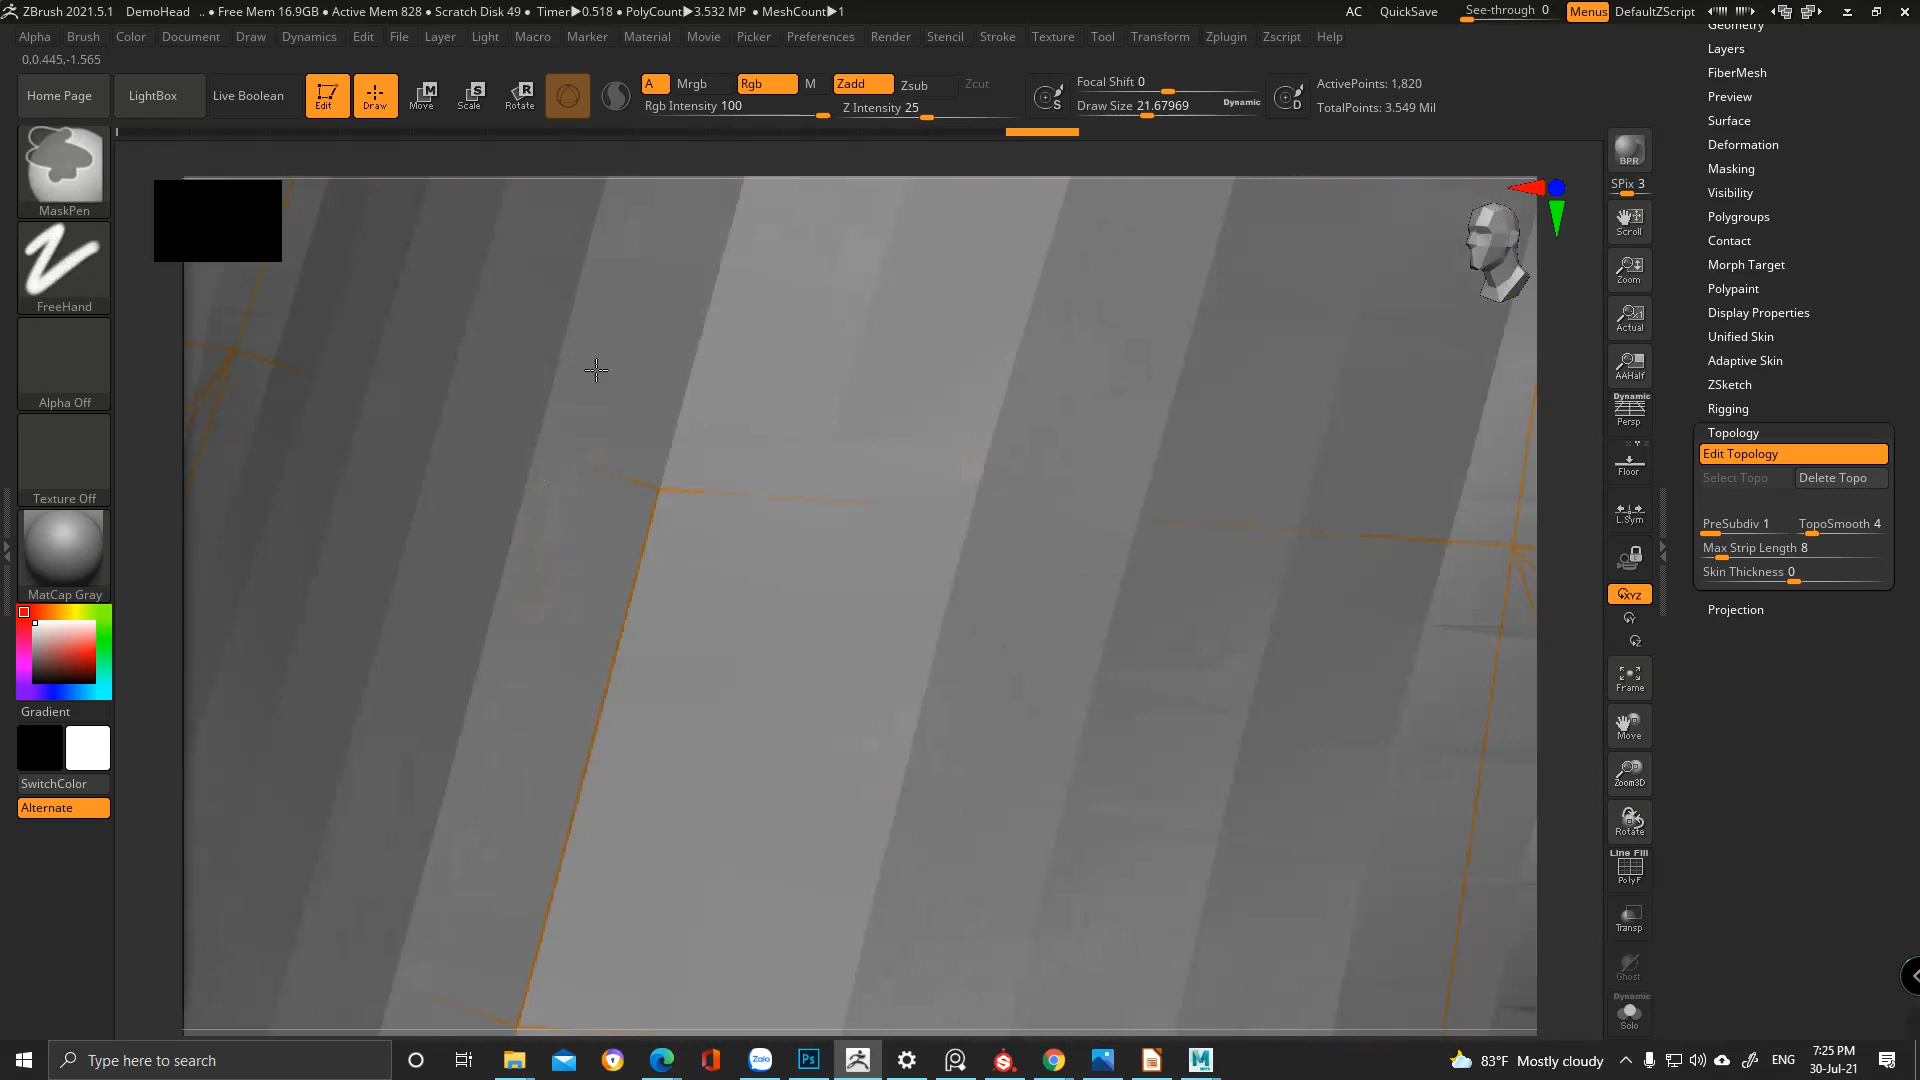 ZBrush 2021.5.1 DemoHead .. • Free Mem 16.9GB • Active Mem 828 • Scratch Disk 49 • Timer▶0.518 • PolyCount▶3.532 MP • MeshCount▶1 AC QuickSave See-through 0 Menus DefaultZScript
Alpha Brush Color Document Draw Dynamics Edit File Layer Light Macro Marker Material Movie Picker Preferences Render Stencil Stroke Texture Tool Transform Zplugin Zscript Help
0,0.445,-1.565
Home Page LightBox Live Boolean Edit Draw Move Scale Rotate
A Mrgb Rgb M Zadd Zsub Zcut
Rgb Intensity 100 Z Intensity 25
S Focal Shift 0
Draw Size 21.67969 Dynamic
D ActivePoints: 1,820
TotalPoints: 3.549 Mil
MaskPen
FreeHand
Alpha Off
Texture Off
MatCap Gray
Gradient
SwitchColor
Alternate
BPR
SPix 3
Scroll
Zoom
Actual
AAHalf
Dynamic
Persp
Floor
L.Sym
XYZ
Y
Z
Frame
Move
Zoom3D
Rotate
Line Fill
PolyF
Transp
Ghost
Dynamic
Solo
Geometry
Layers
FiberMesh
Preview
Surface
Deformation
Masking
Visibility
Polygroups
Contact
Morph Target
Polypaint
Display Properties
Unified Skin
Adaptive Skin
ZSketch
Rigging
Topology
Edit Topology
Select Topo Delete Topo
PreSubdiv 1 TopoSmooth 4
Max Strip Length 8
Skin Thickness 0
Projection
Type here to search
Zalo
Ps
83°F Mostly cloudy
ENG
7:25 PM
30-Jul-21